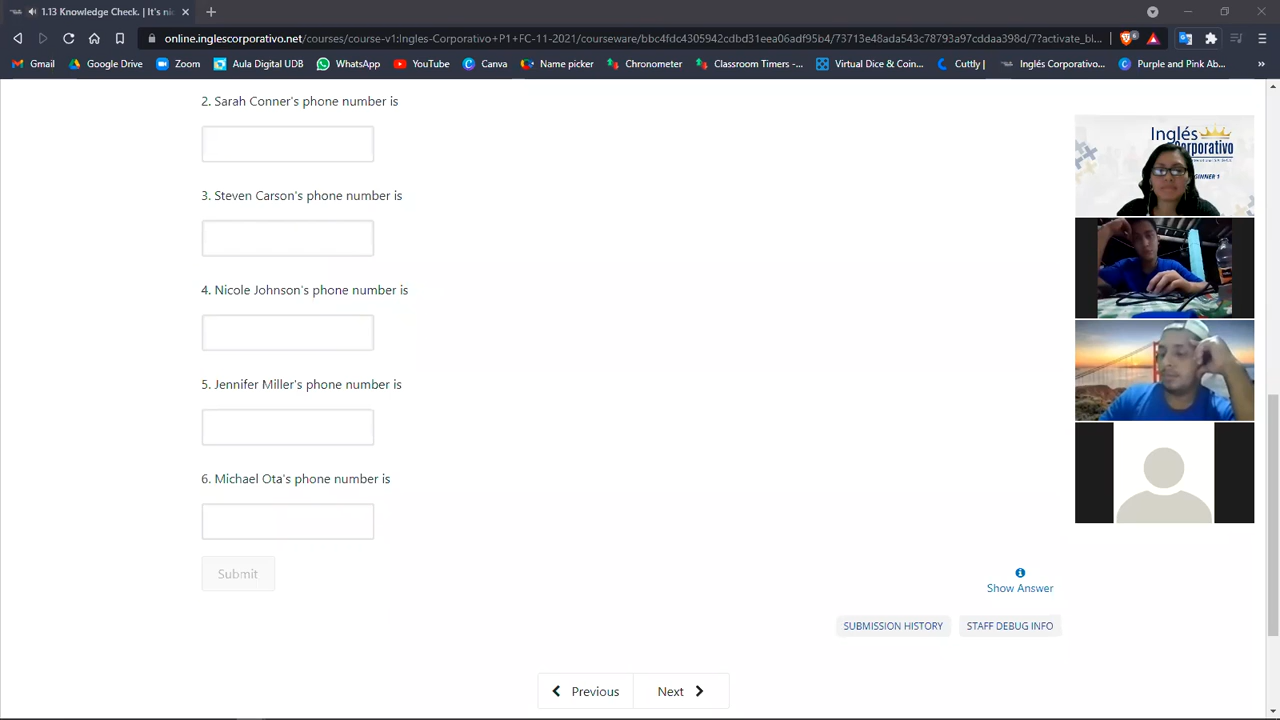 1.13 Knowledge Check. | It's nic
online.inglescorporativo.net/courses/course-v1:Ingles-Corporativo+P1+FC-11-2021/courseware/bbc4fdc4305942cdbd31eea06adf95b4/73713e48ada543c78793a97cddaa398d/7?activate_bl...
Gmail Google Drive Zoom Aula Digital UDB WhatsApp YouTube Canva Name picker Chronometer Classroom Timers -... Virtual Dice & Coin... Cuttly | Inglés Corporativo... Purple and Pink Ab...
2. Sarah Conner's phone number is
3. Steven Carson's phone number is
4. Nicole Johnson's phone number is
5. Jennifer Miller's phone number is
6. Michael Ota's phone number is
Submit
Show Answer
SUBMISSION HISTORY STAFF DEBUG INFO
Previous Next
Inglés
Corporativo